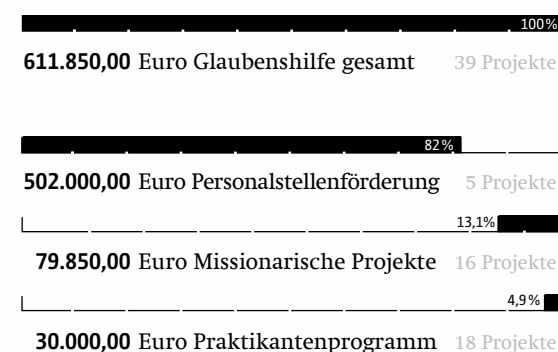 100%
611.850,00 Euro Glaubenshilfe gesamt 39 Projekte
82%
502.000,00 Euro Personalstellenförderung 5 Projekte
13,1%
79.850,00 Euro Missionarische Projekte 16 Projekte
4,9%
30.000,00 Euro Praktikantenprogramm 18 Projekte